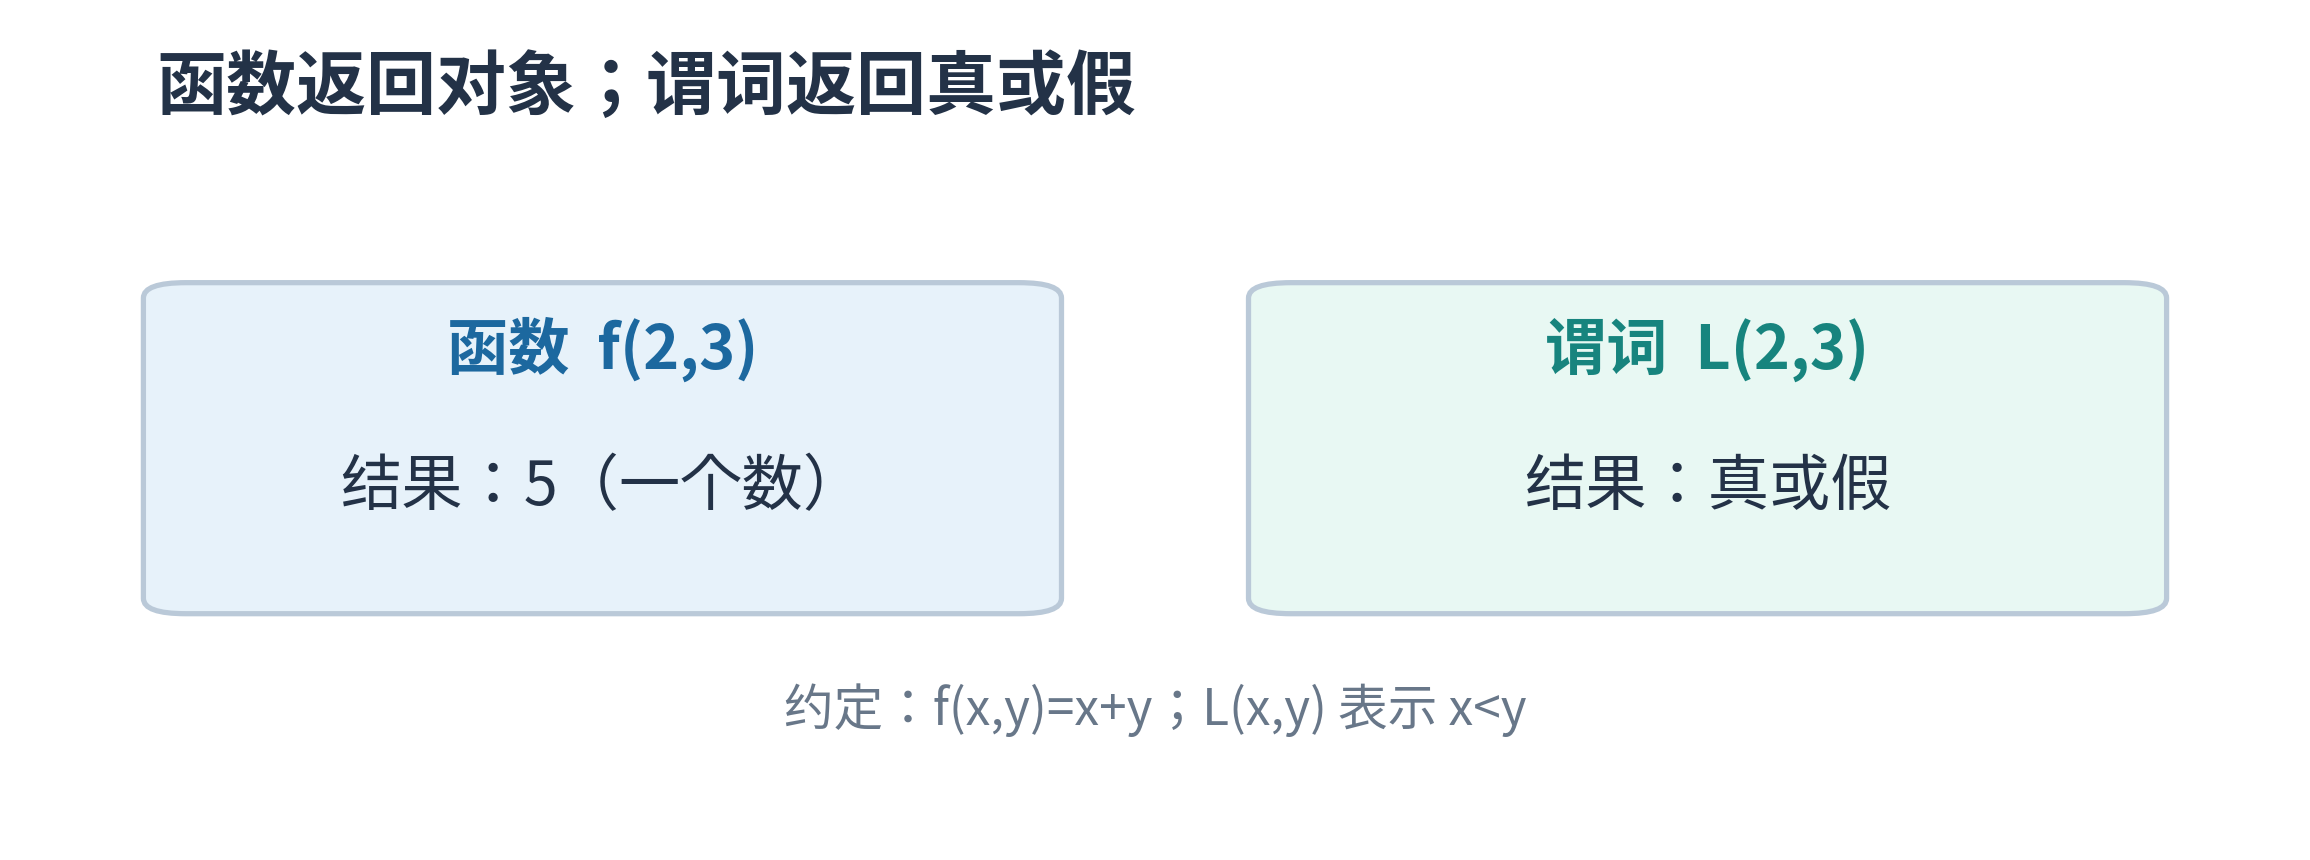 函数返回对象；谓词返回真或假
函数 f(2,3)
结果：5（一个数）
谓词 L(2,3)
结果：真或假
约定：f(x,y)=x+y；L(x,y) 表示 x<y